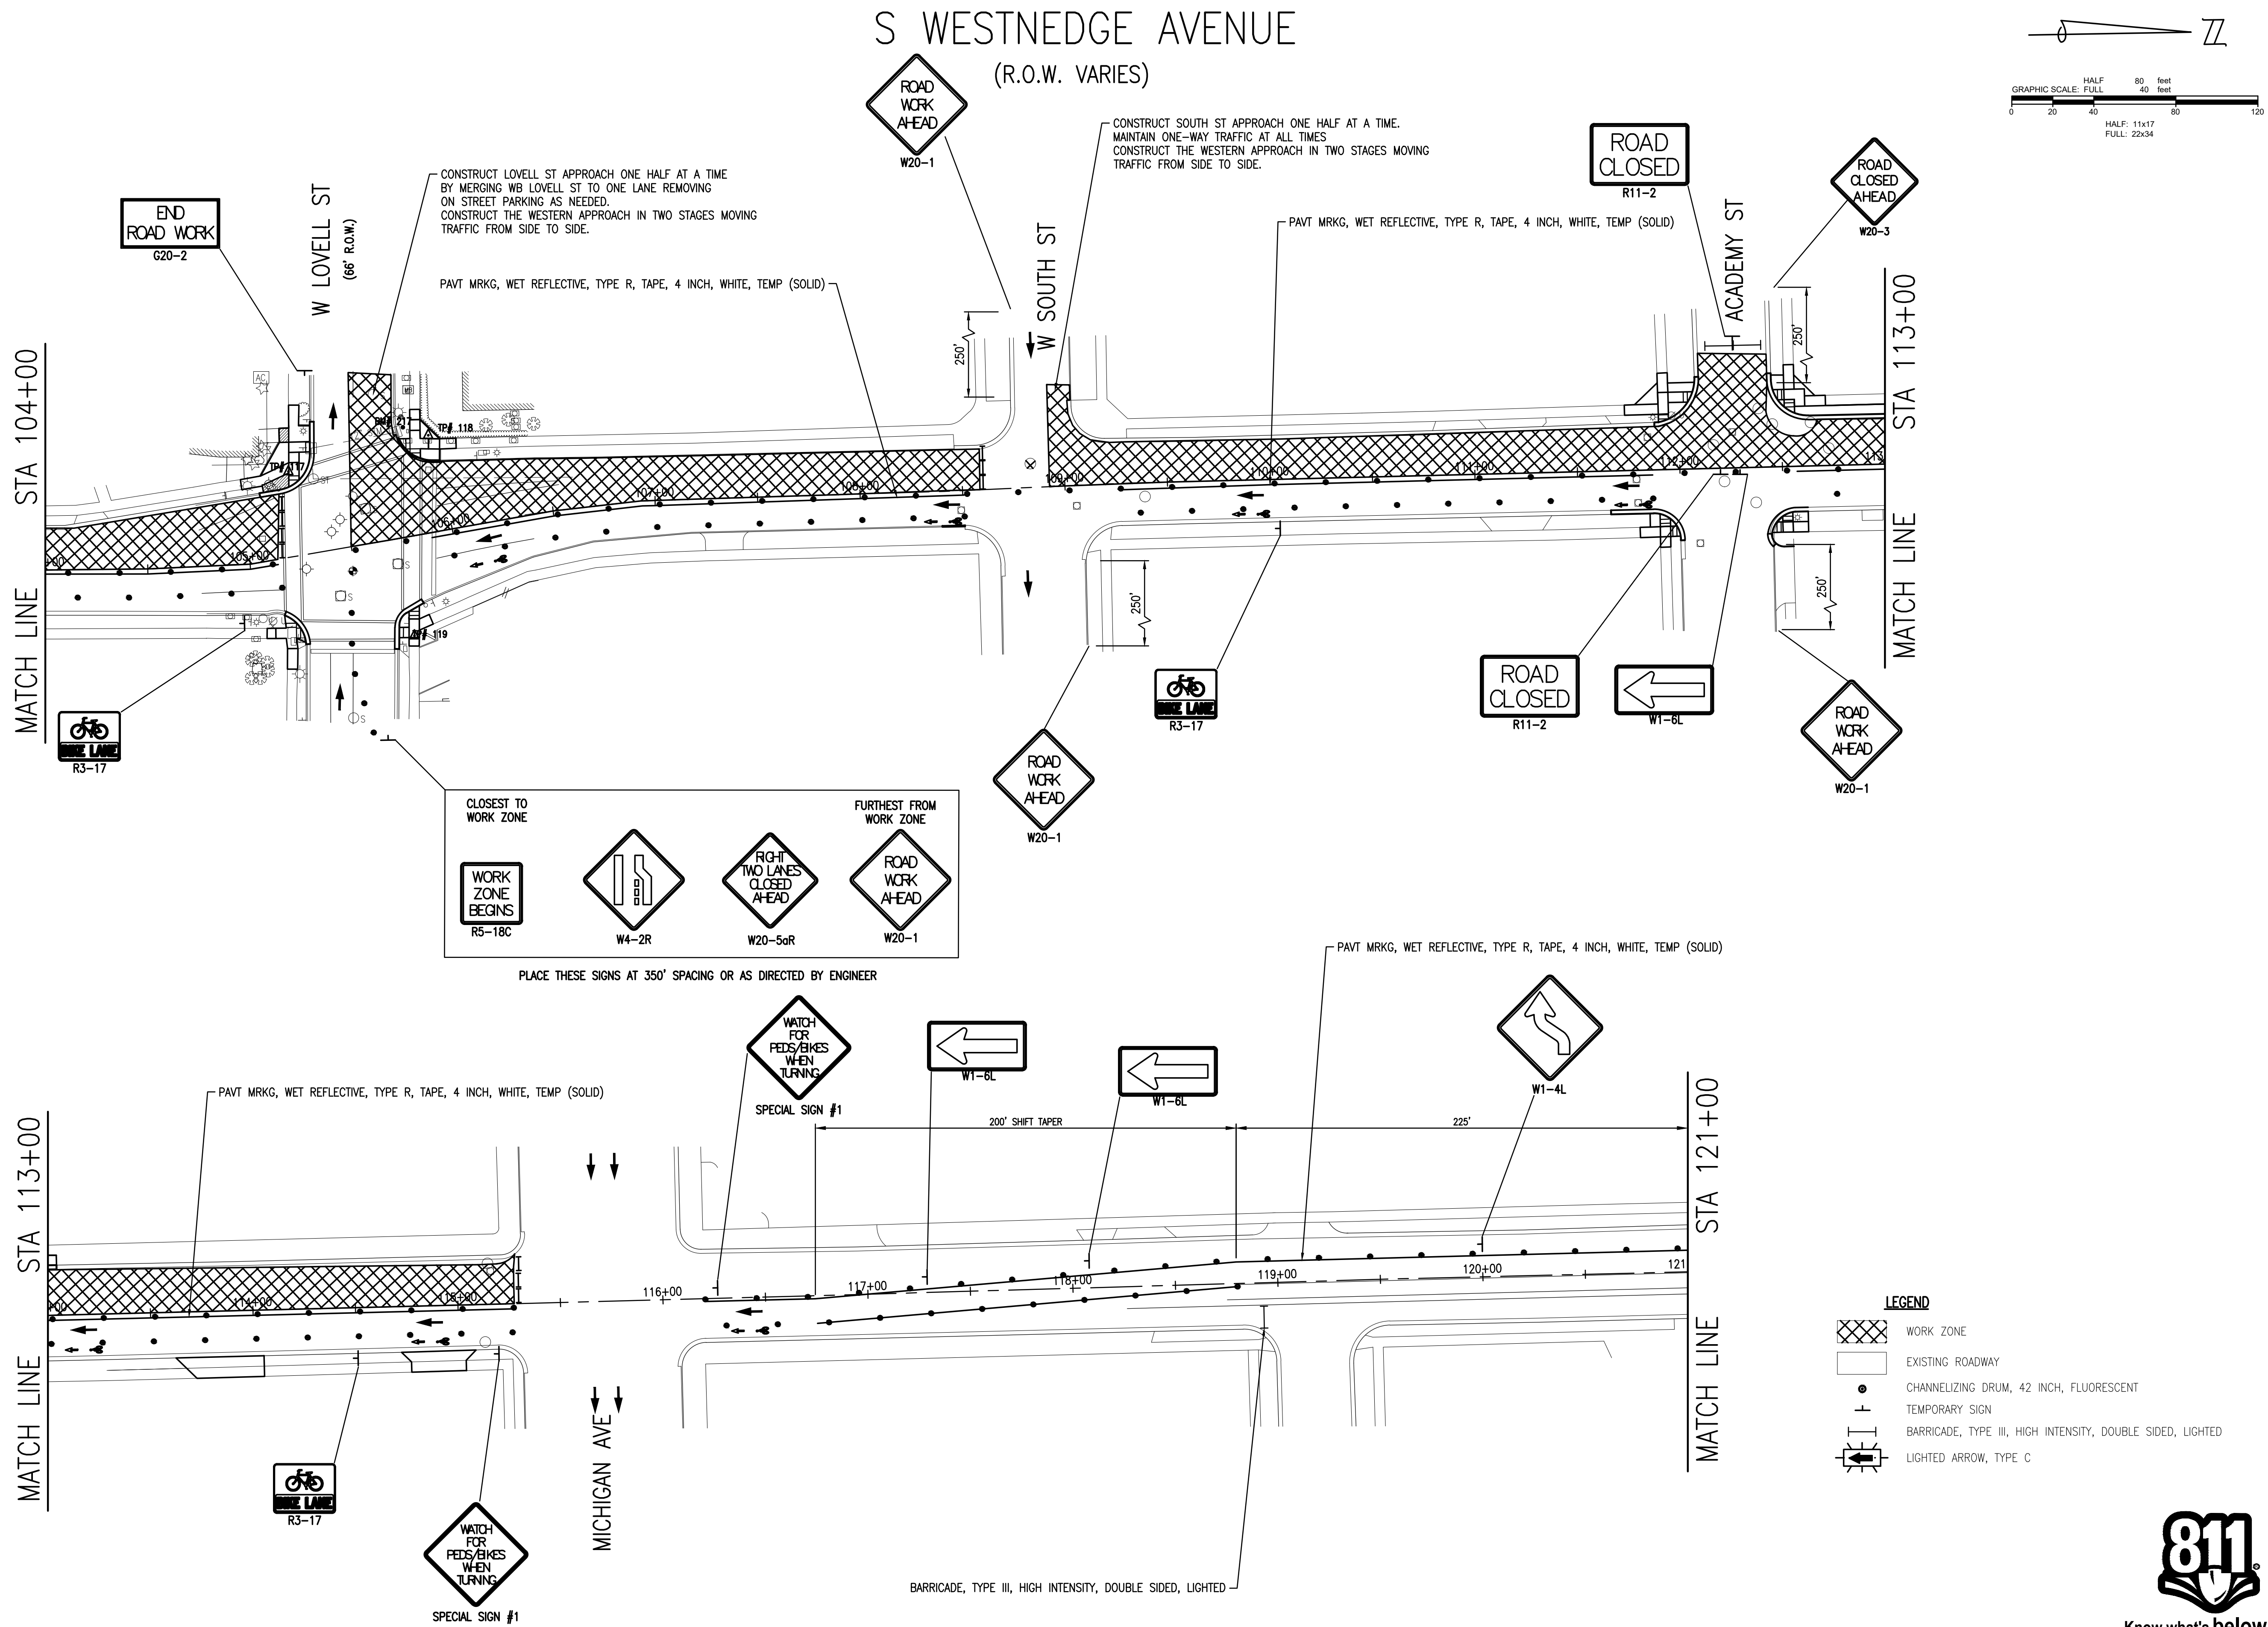 S WESTNEDGE AVENUE
(R.O.W. VARIES)
Z
GRAPHIC SCALE:
HALF 80 feet
FULL 40 feet
0 20 40 80 120
HALF: 11x17
FULL: 22x34
ROAD
WORK
AHEAD
W20-1
CONSTRUCT SOUTH ST APPROACH ONE HALF AT A TIME.
MAINTAIN ONE-WAY TRAFFIC AT ALL TIMES
CONSTRUCT THE WESTERN APPROACH IN TWO STAGES MOVING
TRAFFIC FROM SIDE TO SIDE.
ROAD
CLOSED
R11-2
ROAD
CLOSED
AHEAD
W20-3
END
ROAD WORK
G20-2
W LOVELL ST
(66' R.O.W.)
CONSTRUCT LOVELL ST APPROACH ONE HALF AT A TIME
BY MERGING WB LOVELL ST TO ONE LANE REMOVING
ON STREET PARKING AS NEEDED.
CONSTRUCT THE WESTERN APPROACH IN TWO STAGES MOVING
TRAFFIC FROM SIDE TO SIDE.
PAVT MRKG, WET REFLECTIVE, TYPE R, TAPE, 4 INCH, WHITE, TEMP (SOLID)
W SOUTH ST
PAVT MRKG, WET REFLECTIVE, TYPE R, TAPE, 4 INCH, WHITE, TEMP (SOLID)
ACADEMY ST
250'
250'
STA 104+00
MATCH LINE
STA 113+00
MATCH LINE
AC
TP# 118
TP# 117
TP# 119
S
S
S
+00
105+00
106+00
107+00
108+00
109+00
110+00
111+00
112+00
113
250'
250'
BIKE LANE
R3-17
BIKE LANE
R3-17
ROAD
CLOSED
R11-2
W1-6L
ROAD
WORK
AHEAD
W20-1
ROAD
WORK
AHEAD
W20-1
CLOSEST TO
WORK ZONE
FURTHEST FROM
WORK ZONE
WORK
ZONE
BEGINS
R5-18C
W4-2R
RIGHT
TWO LANES
CLOSED
AHEAD
W20-5aR
ROAD
WORK
AHEAD
W20-1
PLACE THESE SIGNS AT 350' SPACING OR AS DIRECTED BY ENGINEER
PAVT MRKG, WET REFLECTIVE, TYPE R, TAPE, 4 INCH, WHITE, TEMP (SOLID)
WATCH
FOR
PEDS/BIKES
WHEN
TURNING
SPECIAL SIGN #1
W1-6L
W1-6L
W1-4L
PAVT MRKG, WET REFLECTIVE, TYPE R, TAPE, 4 INCH, WHITE, TEMP (SOLID)
200' SHIFT TAPER
225'
STA 113+00
MATCH LINE
STA 121+00
MATCH LINE
+00
114+00
115+00
116+00
117+00
118+00
119+00
120+00
121
MICHIGAN AVE
BIKE LANE
R3-17
WATCH
FOR
PEDS/BIKES
WHEN
TURNING
SPECIAL SIGN #1
BARRICADE, TYPE III, HIGH INTENSITY, DOUBLE SIDED, LIGHTED
LEGEND
WORK ZONE
EXISTING ROADWAY
CHANNELIZING DRUM, 42 INCH, FLUORESCENT
TEMPORARY SIGN
BARRICADE, TYPE III, HIGH INTENSITY, DOUBLE SIDED, LIGHTED
LIGHTED ARROW, TYPE C
811
Know what's below